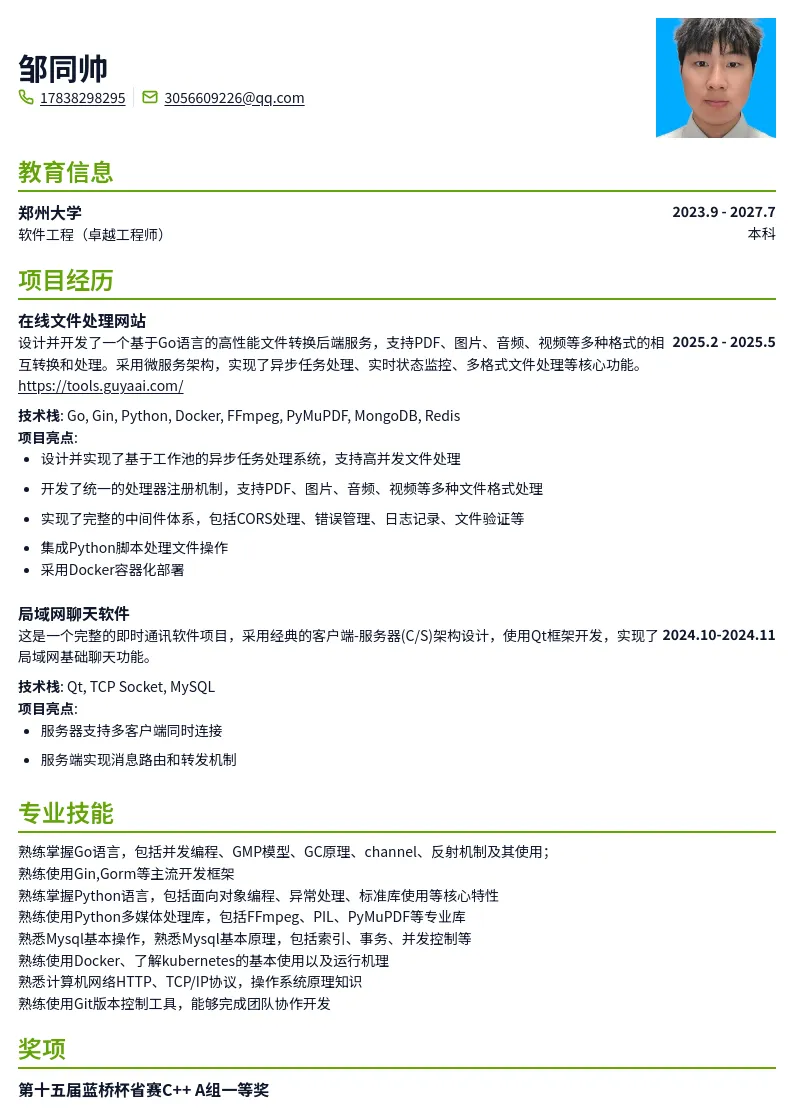 邹同帅
17838298295 3056609226@qq.com
教育信息
郑州大学 2023.9 - 2027.7
软件工程（卓越工程师） 本科
项目经历
在线文件处理网站
设计并开发了一个基于Go语言的高性能文件转换后端服务，支持PDF、图片、音频、视频等多种格式的相 2025.2 - 2025.5
互转换和处理。采用微服务架构，实现了异步任务处理、实时状态监控、多格式文件处理等核心功能。
https://tools.guyaai.com/
技术栈: Go, Gin, Python, Docker, FFmpeg, PyMuPDF, MongoDB, Redis
项目亮点:
• 设计并实现了基于工作池的异步任务处理系统，支持高并发文件处理
• 开发了统一的处理器注册机制，支持PDF、图片、音频、视频等多种文件格式处理
• 实现了完整的中间件体系，包括CORS处理、错误管理、日志记录、文件验证等
• 集成Python脚本处理文件操作
• 采用Docker容器化部署
局域网聊天软件
这是一个完整的即时通讯软件项目，采用经典的客户端-服务器(C/S)架构设计，使用Qt框架开发，实现了 2024.10-2024.11
局域网基础聊天功能。
技术栈: Qt, TCP Socket, MySQL
项目亮点:
• 服务器支持多客户端同时连接
• 服务端实现消息路由和转发机制
专业技能
熟练掌握Go语言，包括并发编程、GMP模型、GC原理、channel、反射机制及其使用；
熟练使用Gin,Gorm等主流开发框架
熟练掌握Python语言，包括面向对象编程、异常处理、标准库使用等核心特性
熟练使用Python多媒体处理库，包括FFmpeg、PIL、PyMuPDF等专业库
熟悉Mysql基本操作，熟悉Mysql基本原理，包括索引、事务、并发控制等
熟练使用Docker、了解kubernetes的基本使用以及运行机理
熟悉计算机网络HTTP、TCP/IP协议，操作系统原理知识
熟练使用Git版本控制工具，能够完成团队协作开发
奖项
第十五届蓝桥杯省赛C++ A组一等奖